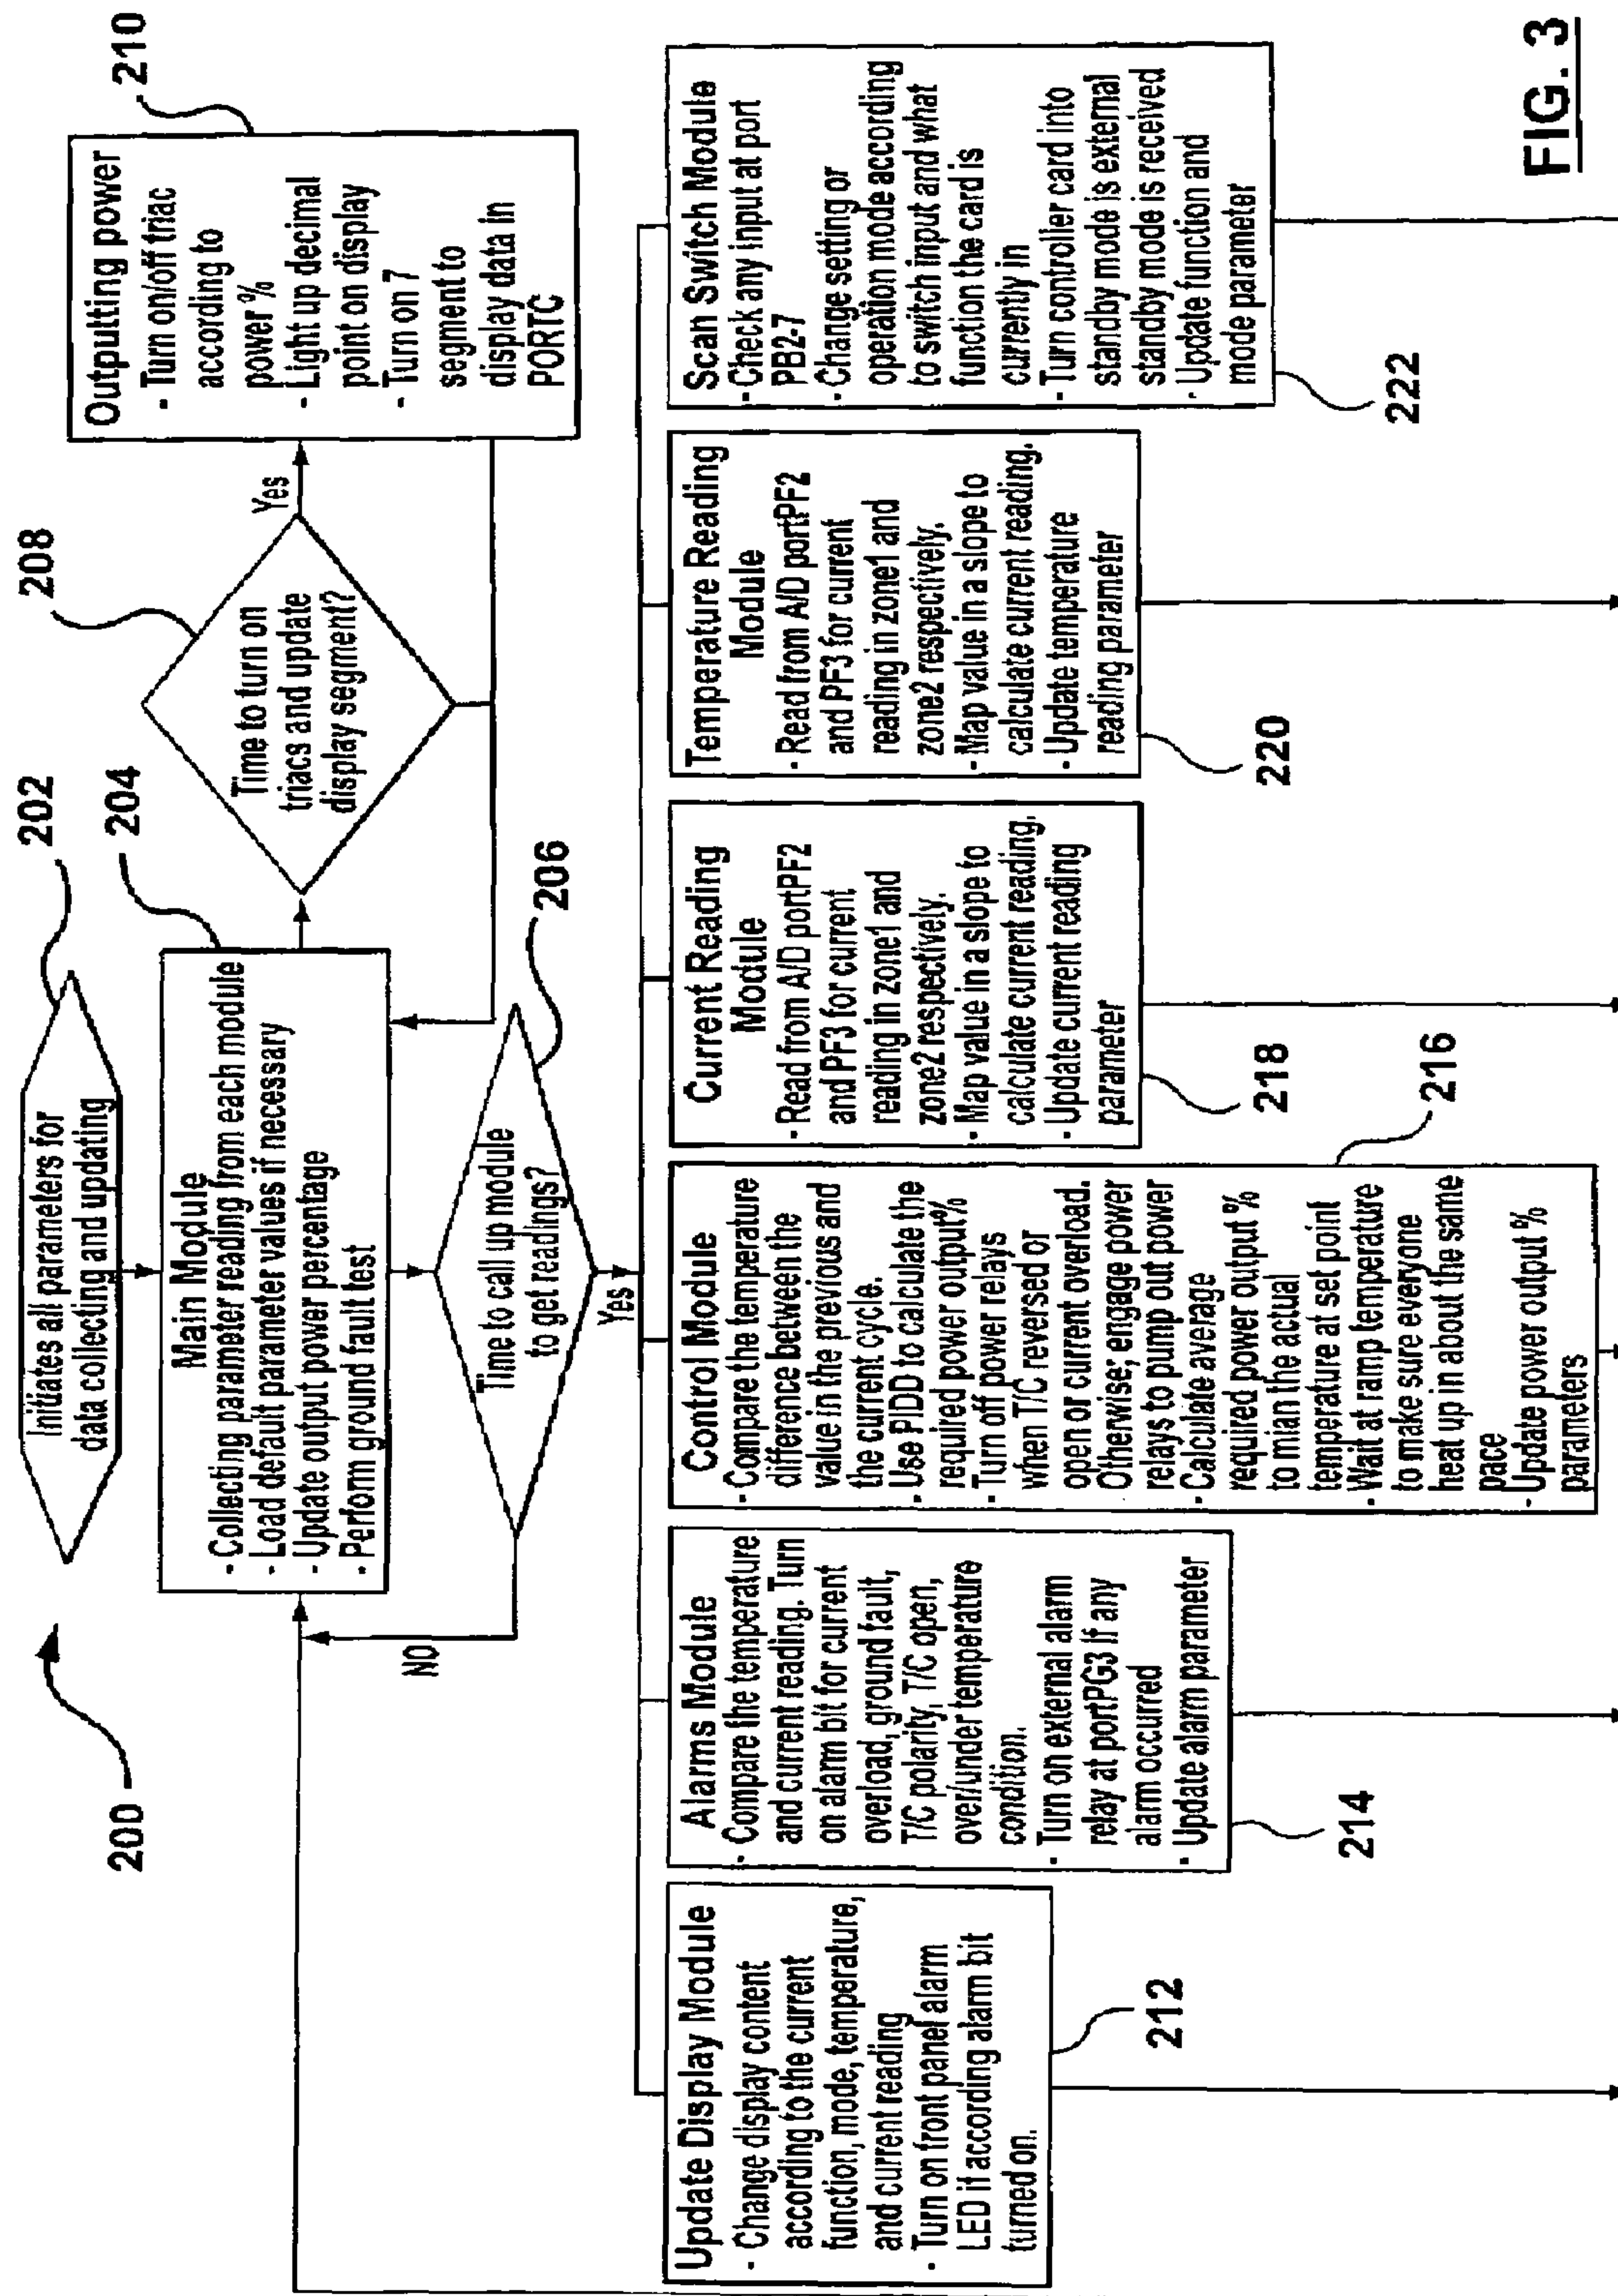 200
202
Initiates all parameters for
data collecting and updating
204
Main Module
- Collecting parameter reading from each module
- Load default parameter values if necessary
- Update output power percentage
- Perform ground fault test
208
Time to turn on
triacs and update
display segment?
Yes
210
Outputting power
- Turn on/off triac
according to
power %
- Light up decimal
point on display
- Turn on 7
segment to
display data in
PORTC
206
Time to call up module
to get readings?
NO
Yes
Update Display Module
- Change display content
according to the current
function, mode, temperature,
and current reading
- Turn on front panel alarm
LED if according alarm bit
turned on.
212
Alarms Module
- Compare the temperature
and current reading. Turn
on alarm bit for current
overload, ground fault,
T/C polarity, T/C open,
over/under temperature
condition.
- Turn on external alarm
relay at portPG3 if any
alarm occurred
- Update alarm parameter
214
Control Module
- Compare the temperature
difference between the
value in the previous and
the current cycle.
- Use PIDD to calculate the
required power output%
- Turn off power relays
when T/C reversed or
open or current overload.
Otherwise; engage power
relays to pump out power
- Calculate average
required power output %
to mian the actual
temperature at set point
- Wait at ramp temperature
to make sure everyone
heat up in about the same
pace
- Update power output %
parameters
216
Current Reading
Module
- Read from A/D portPF2
and PF3 for current
reading in zone1 and
zone2 respectively.
- Map value in a slope to
calculate current reading.
- Update current reading
parameter
218
Temperature Reading
Module
- Read from A/D portPF2
and PF3 for current
reading in zone1 and
zone2 respectively.
- Map value in a slope to
calculate current reading.
- Update temperature
reading parameter
220
Scan Switch Module
- Check any input at port
PB2-7
- Change setting or
operation mode according
to switch input and what
function the card is
currently in
- Turn controller card into
standby mode is external
standby mode is received
- Update function and
mode parameter
222
FIG. 3